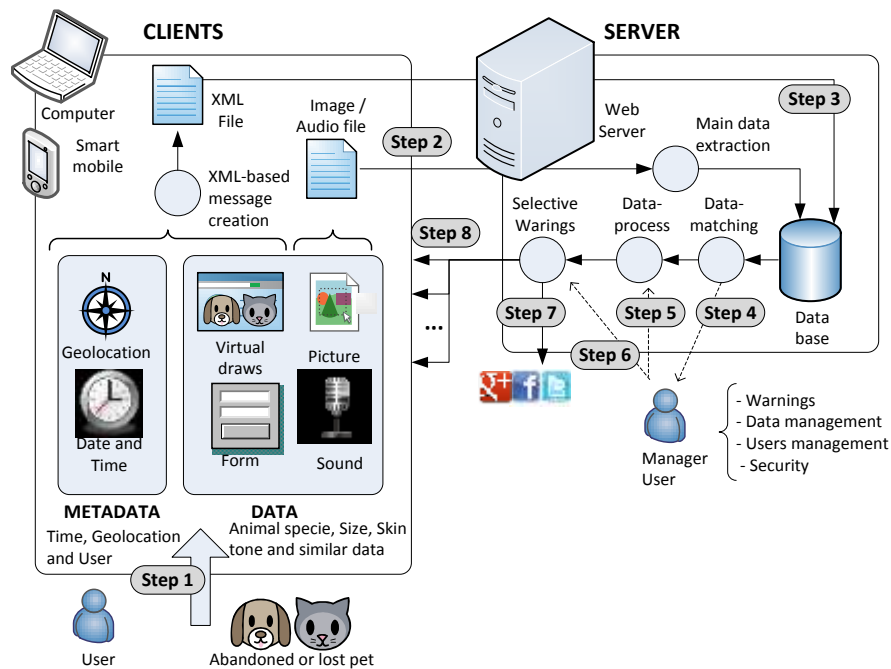 CLIENTS
SERVER
Computer
XML
File
Image /
Audio file
Web
Server
Step 3
Smart
mobile
Step 2
Main data
extraction
XML-based
message
creation
Selective
Warings
Data-
process
Data-
matching
Step 8
N
Geolocation
Virtual
draws
Picture
...
Step 7
Step 5
Step 4
Data
base
Step 6
Date and
Time
Form
Sound
g+
f
t
Manager
User
- Warnings
- Data management
- Users management
- Security
METADATA
DATA
Time, Geolocation
and User
Animal specie, Size, Skin
tone and similar data
Step 1
User
Abandoned or lost pet